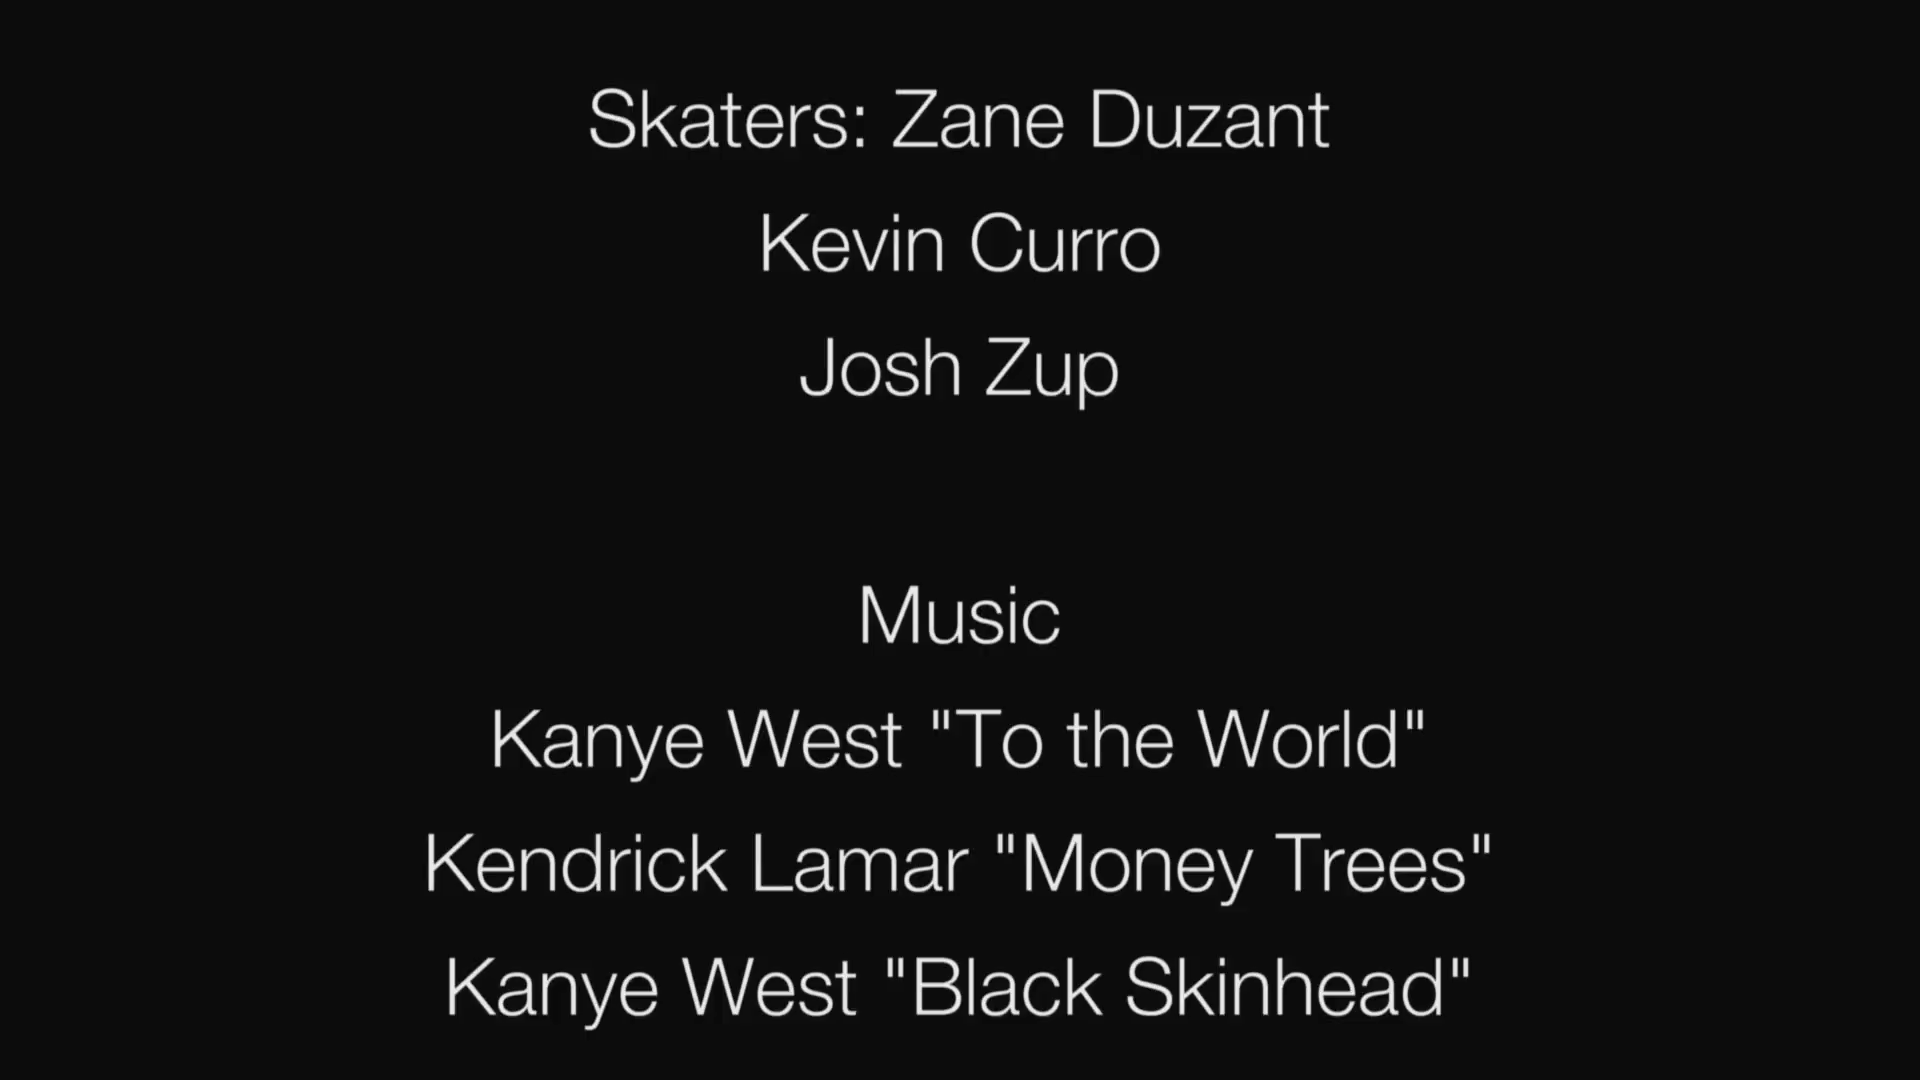 Skaters: Zane Duzant
Kevin Curro
Josh Zup
Music
Kanye West "To the World"
Kendrick Lamar "Money Trees"
Kanye West "Black Skinhead"